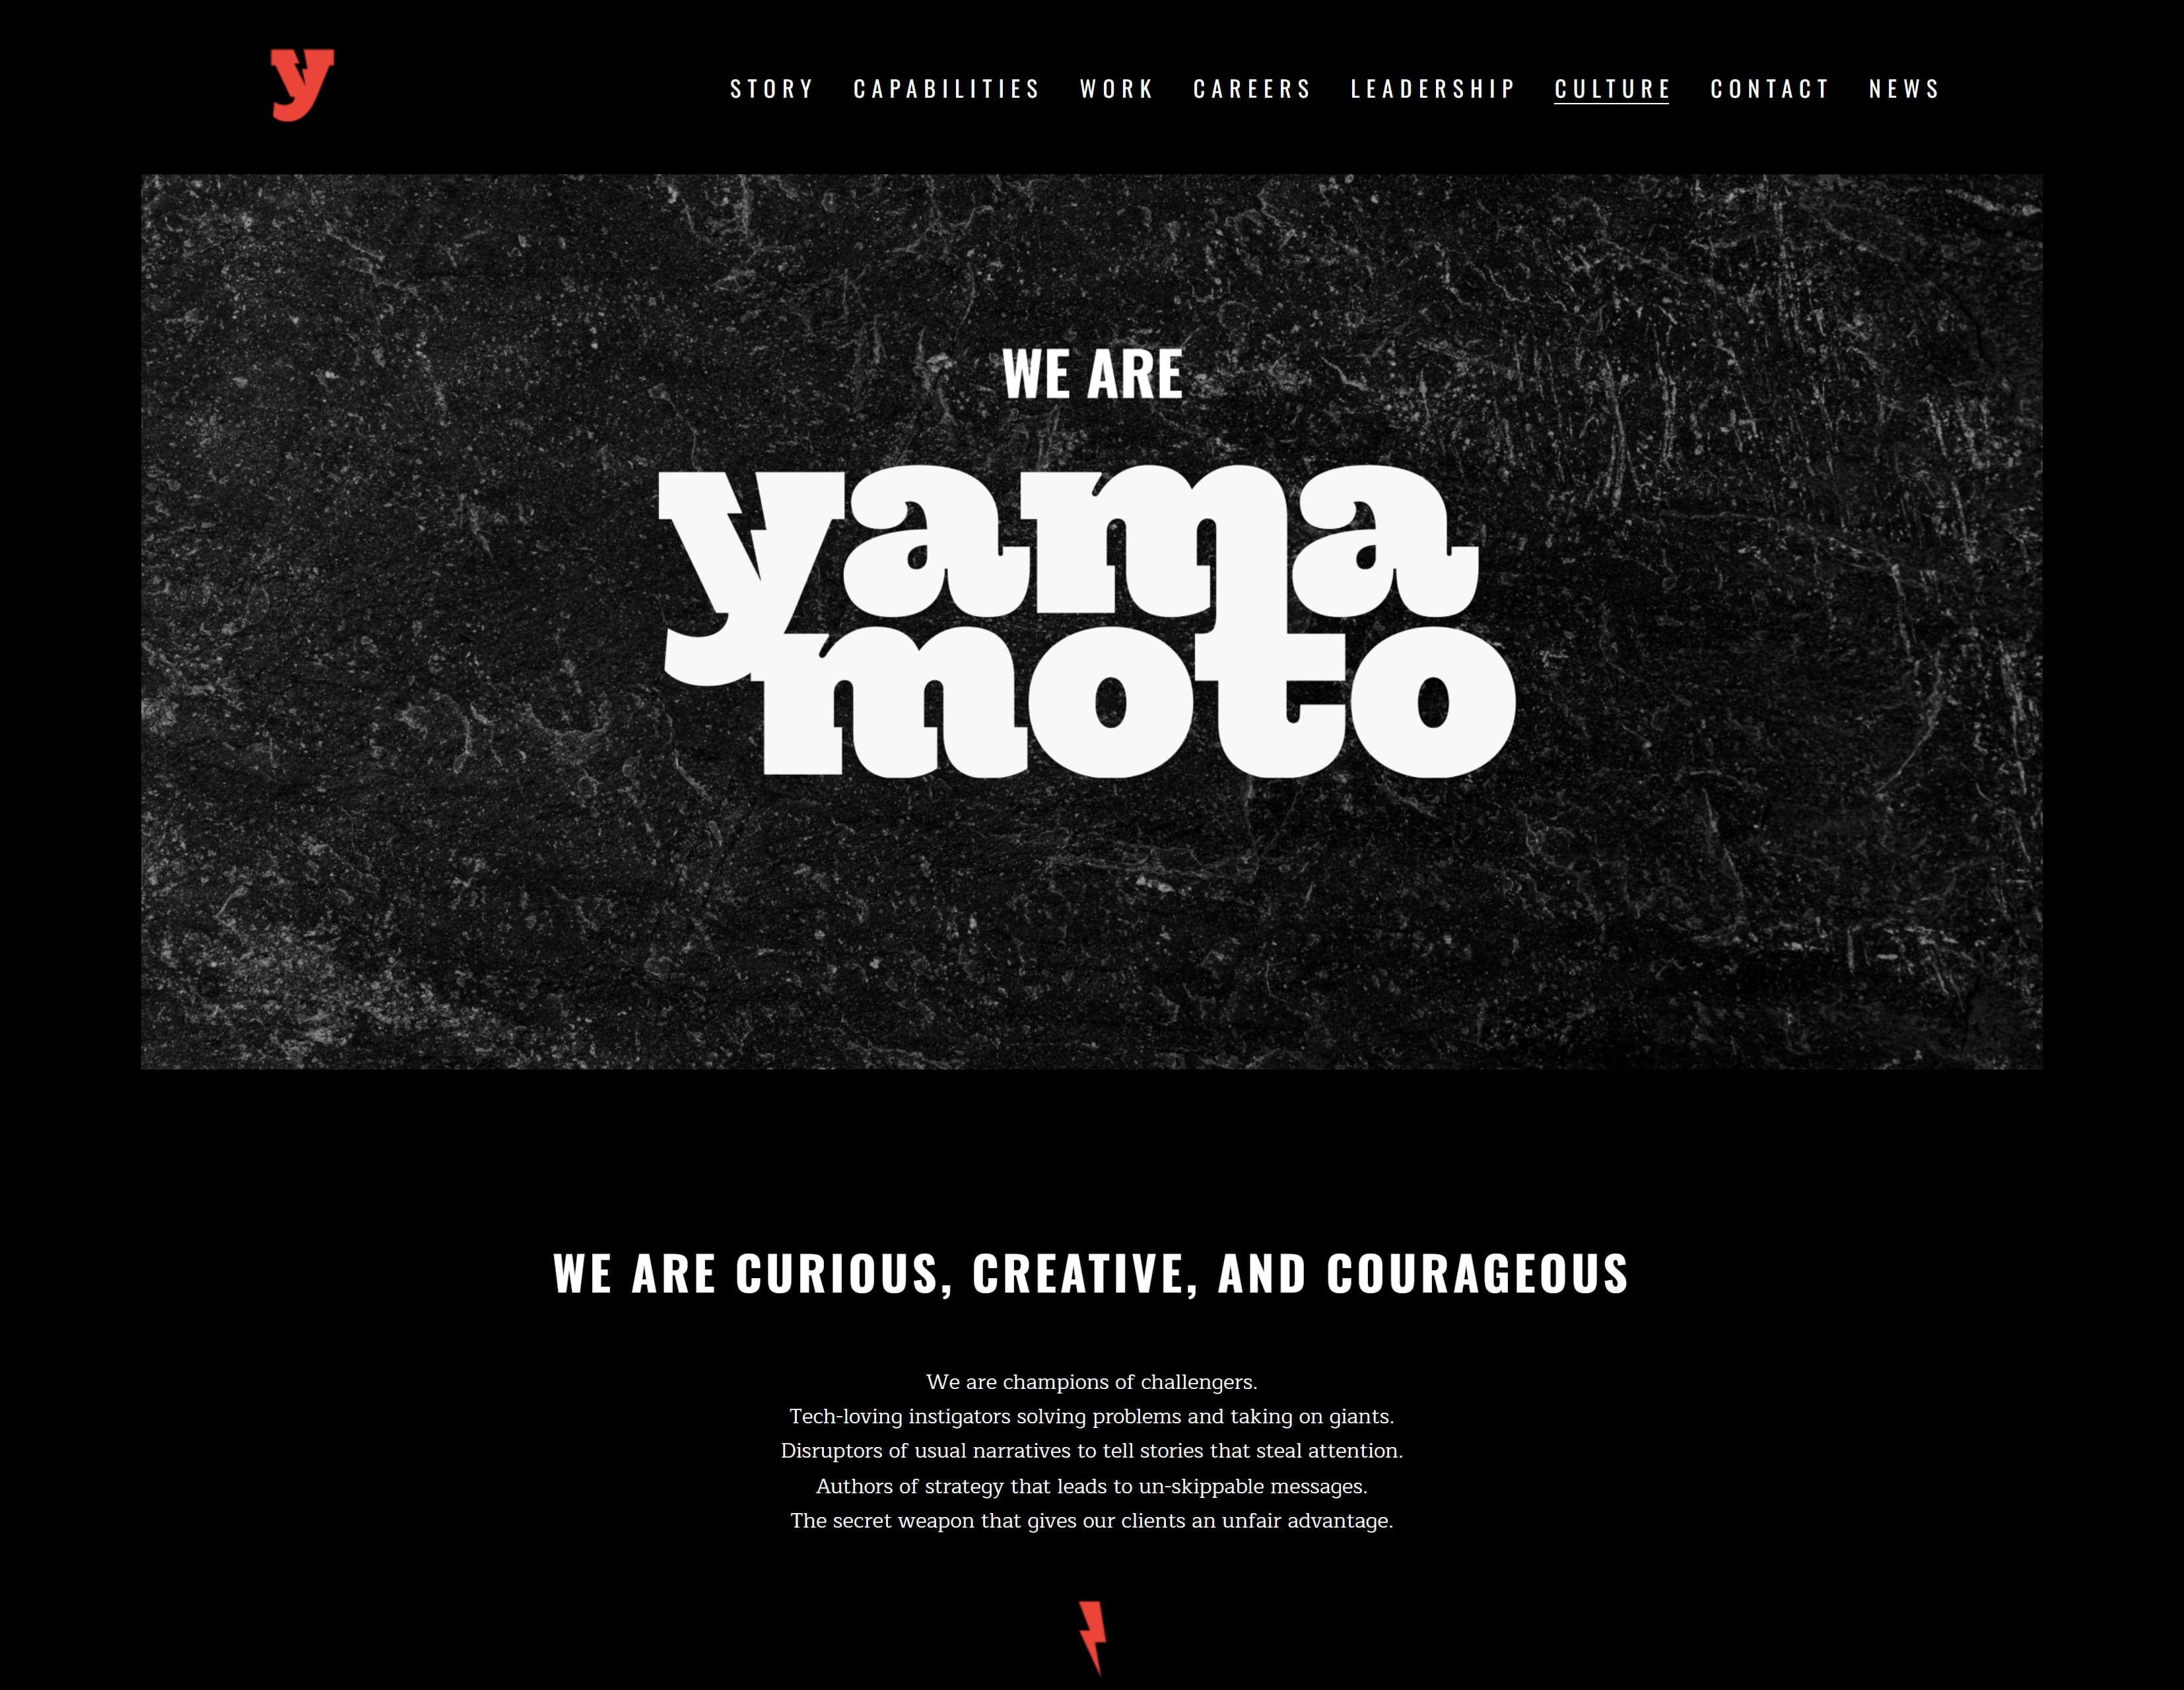 y
STORY CAPABILITIES WORK CAREERS LEADERSHIP CULTURE CONTACT NEWS
WE ARE
yama
moto
WE ARE CURIOUS, CREATIVE, AND COURAGEOUS
We are champions of challengers.
Tech-loving instigators solving problems and taking on giants.
Disruptors of usual narratives to tell stories that steal attention.
Authors of strategy that leads to un-skippable messages.
The secret weapon that gives our clients an unfair advantage.